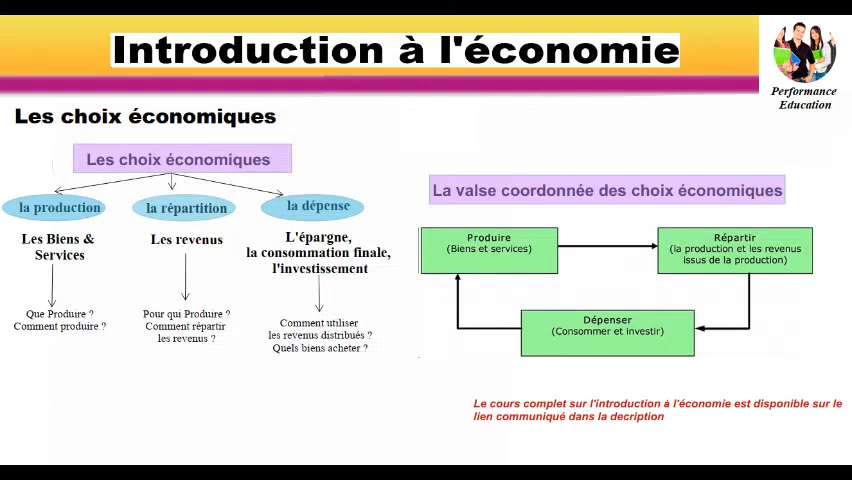 Introduction à l'économie
Performance
Education
Les choix économiques
Les choix économiques
la production
la répartition
la dépense
Les Biens &
Services
Les revenus
L'épargne,
la consommation finale,
l'investissement
Que Produire ?
Comment produire ?
Pour qui Produire ?
Comment répartir
les revenus ?
Comment utiliser
les revenus distribués ?
Quels biens acheter ?
La valse coordonnée des choix économiques
Produire
(Biens et services)
Répartir
(la production et les revenus
issus de la production)
Dépenser
(Consommer et investir)
Le cours complet sur l'introduction à l'économie est disponible sur le
lien communiqué dans la decription